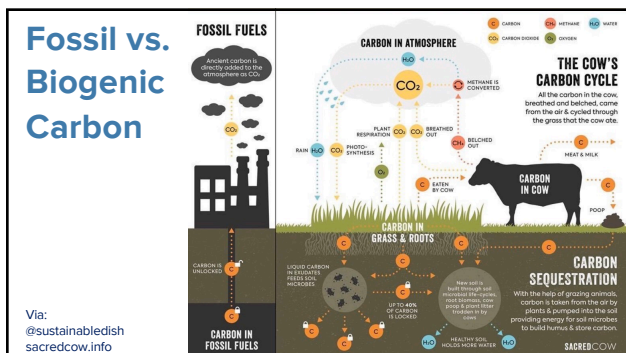 Fossil vs.
Biogenic
Carbon
Via:
@sustainabledish
sacredcow.info
FOSSIL FUELS
Ancient carbon is
directly added to the
atmosphere as CO₂
CO₂
CARBON IS
UNLOCKED
C
C
CARBON IN
FOSSIL FUELS
C CARBON
CH₄ METHANE
H₂O WATER
CO₂ CARBON DIOXIDE
O₂ OXYGEN
CARBON IN ATMOSPHERE
H₂O
CO₂
METHANE IS
CONVERTED
THE COW'S
CARBON CYCLE
All the carbon in the cow,
breathed and belched, came
from the air & cycled through
the grass that the cow ate.
RAIN
H₂O
CO₂
PHOTO-
SYNTHESIS
PLANT
RESPIRATION
O₂
CO₂
CO₂
BREATHED
OUT
CH₄
BELCHED
OUT
C
EATEN
BY COW
C
MEAT & MILK
CARBON
IN COW
C
POOP
CARBON IN
GRASS & ROOTS
C
C
C
C
LIQUID CARBON
IN EXUDATES FEEDS
SOIL MICROBES
C
C
C
C
C
UP TO 40%
OF CARBON
IS LOCKED
New soil is
built through soil
microbial life-cycles,
root biomass, cow
poop & plant litter
trodden in by
cows
H₂O
HEALTHY SOIL
HOLDS MORE WATER
H₂O
CARBON
SEQUESTRATION
With the help of grazing animals,
carbon is taken from the air by
plants & pumped into the soil
providing energy for soil microbes
to build humus & store carbon.
SACREDCOW